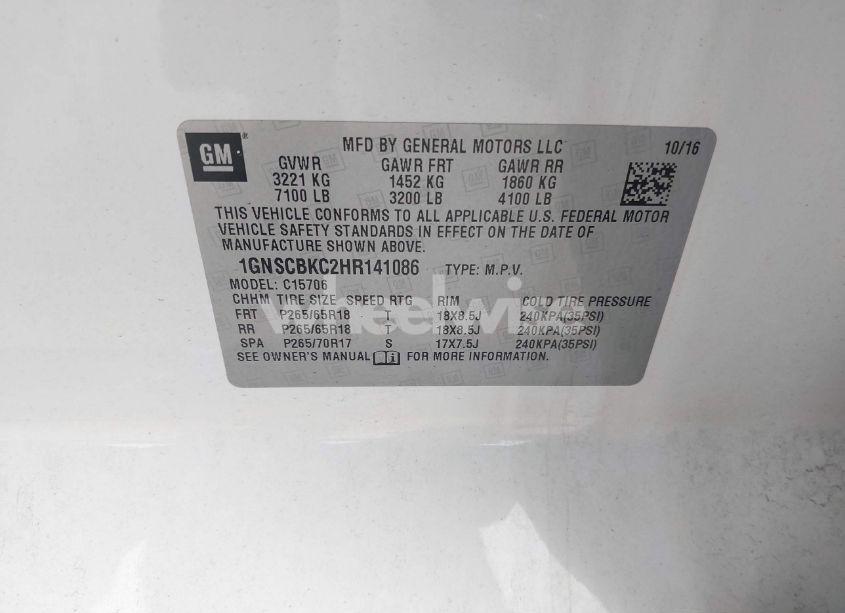 GM
MFD BY GENERAL MOTORS LLC 10/16
GVWR GAWR FRT GAWR RR
3221 KG 1452 KG 1860 KG
7100 LB 3200 LB 4100 LB
THIS VEHICLE CONFORMS TO ALL APPLICABLE U.S. FEDERAL MOTOR
VEHICLE SAFETY STANDARDS IN EFFECT ON THE DATE OF
MANUFACTURE SHOWN ABOVE.
1GNSCBKC2HR141086 TYPE: M.P.V.
MODEL: C15706
CHHM TIRE SIZE SPEED RTG RIM COLD TIRE PRESSURE
FRT P265/65R18 T 18X8.5J 240KPA(35PSI)
RR P265/65R18 T 18X8.5J 240KPA(35PSI)
SPA P265/70R17 S 17X7.5J 240KPA(35PSI)
SEE OWNER'S MANUAL FOR MORE INFORMATION.